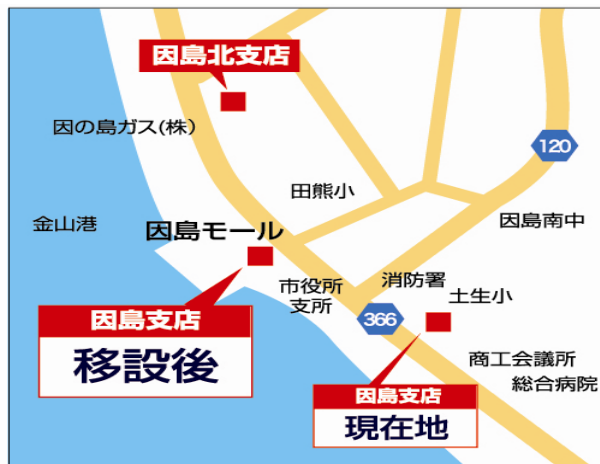 因島北支店
因の島ガス(株)
120
田熊小
金山港
因島モール
因島南中
市役所
支所
消防署
土生小
366
因島支店
移設後
商工会議所
総合病院
因島支店
現在地